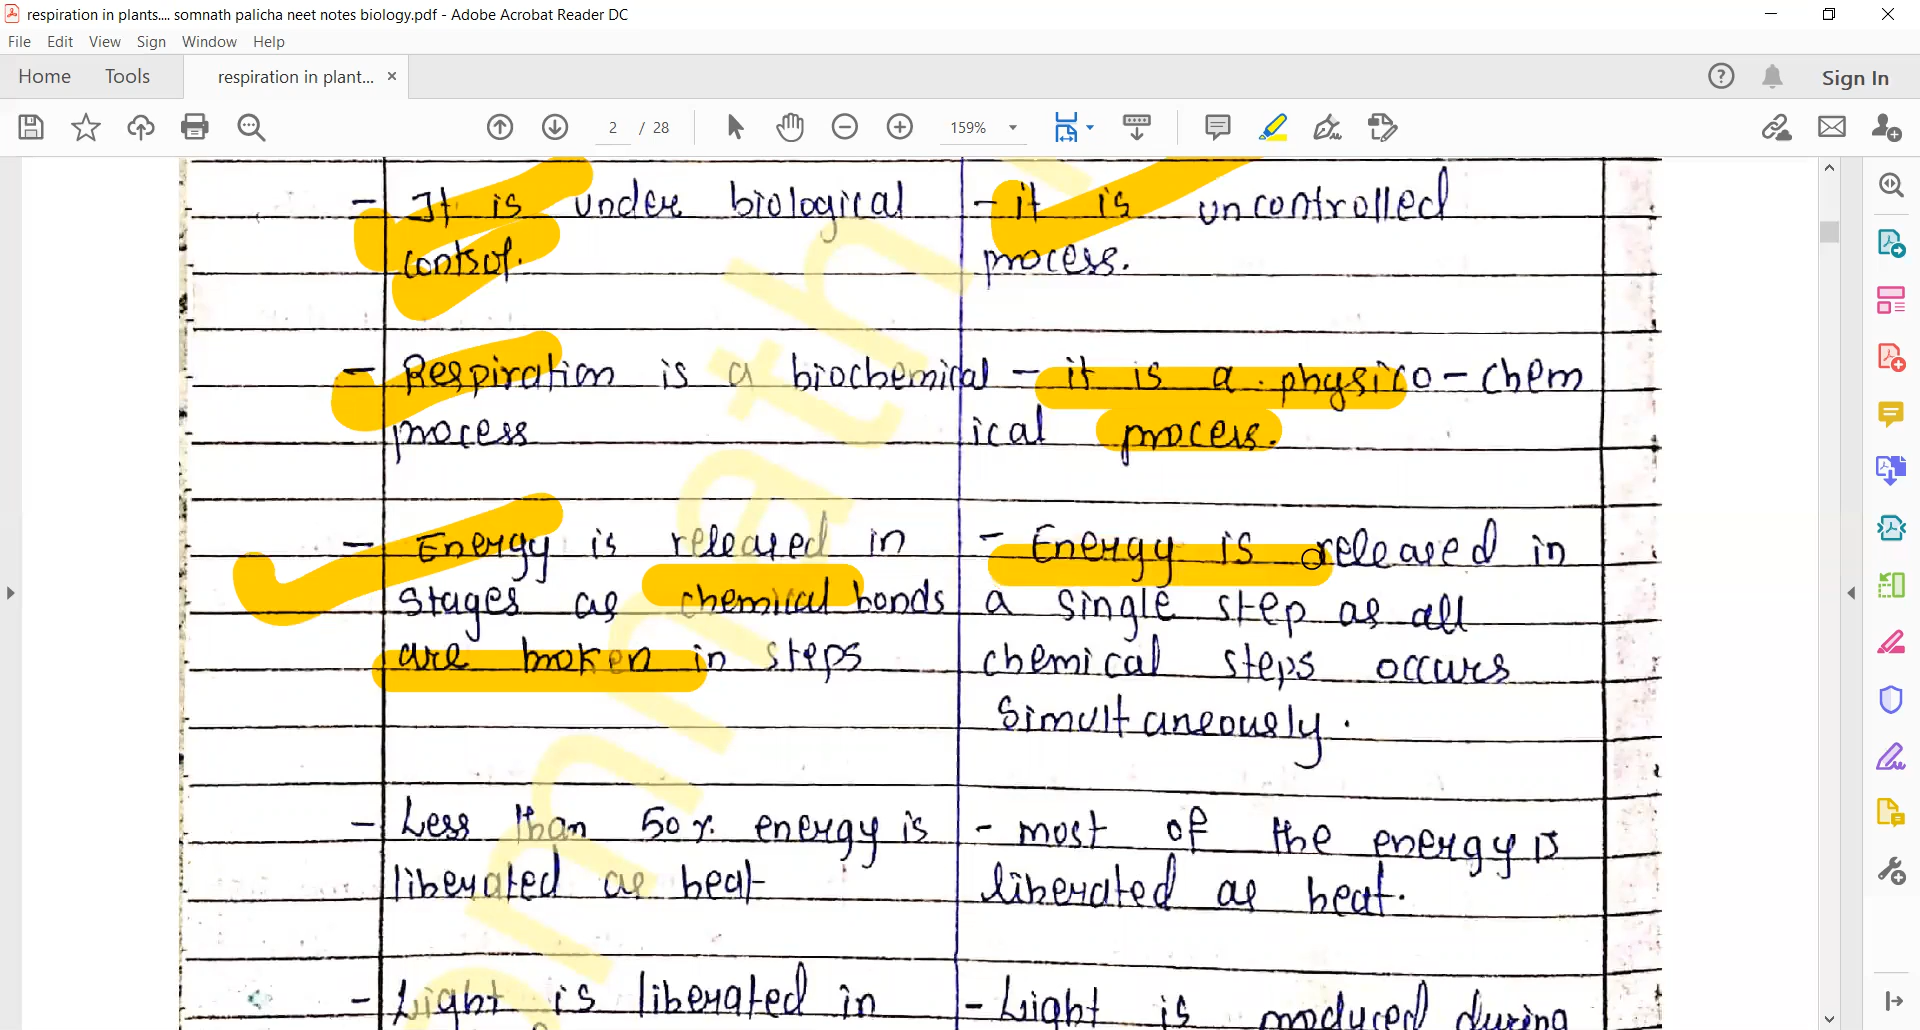 respiration in plants.... somnath palicha neet notes biology.pdf - Adobe Acrobat Reader DC
File Edit View Sign Window Help
Home Tools respiration in plant... ×
Sign In
2 / 28
159%
- It is under biological
control.
- Respiration is a biochemical
process
- Energy is released in
stages as chemical bonds
are broken in steps
- Less than 50% energy is
liberated as heat
- Light is liberated in
- it is uncontrolled
process.
- it is a physico-chem
ical process.
- Energy is released in
a single step as all
chemical steps occurs
simultaneously.
- most of the energy is
liberated as heat.
- Light is produced during